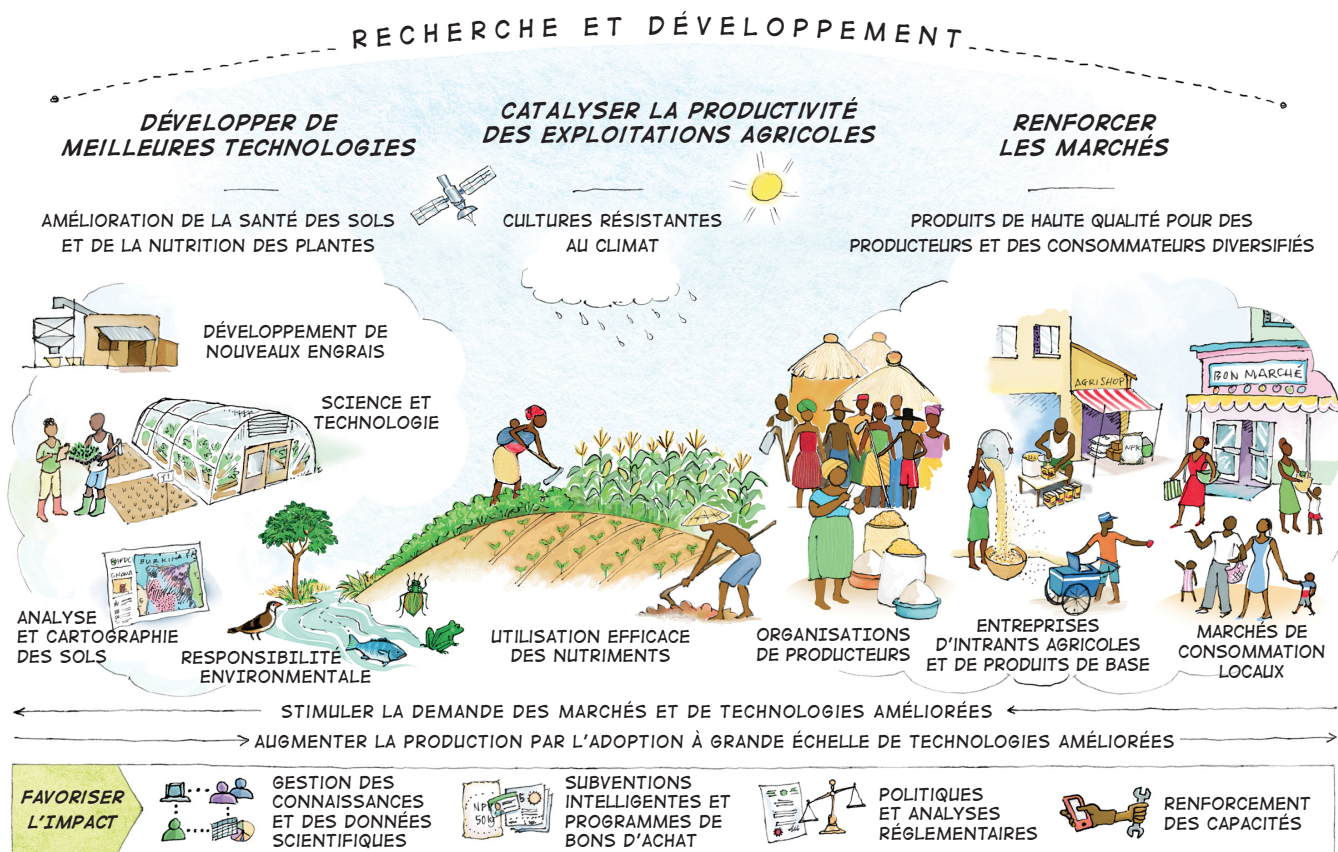 RECHERCHE ET DÉVELOPPEMENT
DÉVELOPPER DE
MEILLEURES TECHNOLOGIES
CATALYSER LA PRODUCTIVITÉ
DES EXPLOITATIONS AGRICOLES
RENFORCER
LES MARCHÉS
AMÉLIORATION DE LA SANTÉ DES SOLS
ET DE LA NUTRITION DES PLANTES
CULTURES RÉSISTANTES
AU CLIMAT
PRODUITS DE HAUTE QUALITÉ POUR DES
PRODUCTEURS ET DES CONSOMMATEURS DIVERSIFIÉS
DÉVELOPPEMENT DE
NOUVEAUX ENGRAIS
SCIENCE ET
TECHNOLOGIE
AGRISHOP
NPK
BON MARCHÉ
IFDC
BURKINA
ANALYSE
ET CARTOGRAPHIE
DES SOLS
RESPONSIBILITÉ
ENVIRONMENTALE
UTILISATION EFFICACE
DES NUTRIMENTS
ORGANISATIONS
DE PRODUCTEURS
ENTREPRISES
D'INTRANTS AGRICOLES
ET DE PRODUITS DE BASE
MARCHÉS DE
CONSOMMATION
LOCAUX
STIMULER LA DEMANDE DES MARCHÉS ET DE TECHNOLOGIES AMÉLIORÉES
AUGMENTER LA PRODUCTION PAR L'ADOPTION À GRANDE ÉCHELLE DE TECHNOLOGIES AMÉLIORÉES
FAVORISER
L'IMPACT
GESTION DES
CONNAISSANCES
ET DES DONNÉES
SCIENTIFIQUES
SUBVENTIONS
INTELLIGENTES ET
PROGRAMMES DE
BONS D'ACHAT
POLITIQUES
ET ANALYSES
RÉGLEMENTAIRES
RENFORCEMENT
DES CAPACITÉS